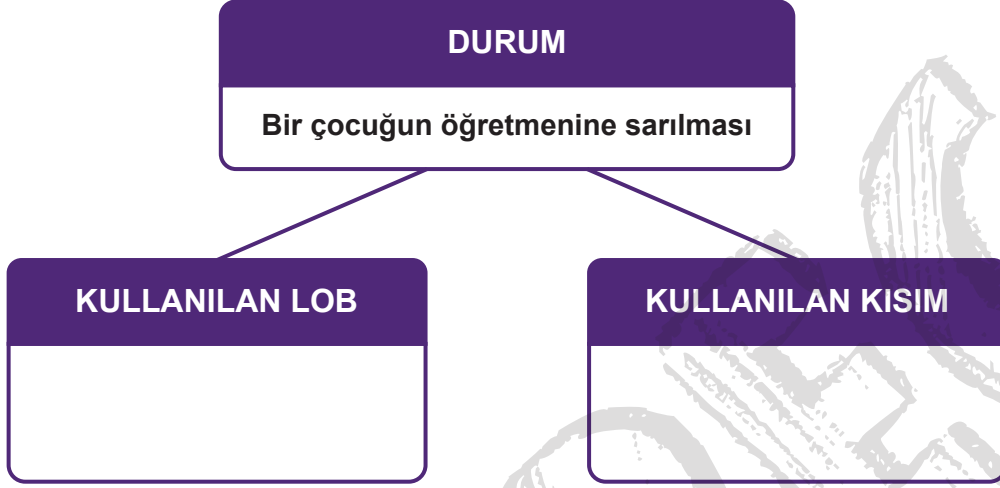 DURUM
Bir çocuğun öğretmenine sarılması
KULLANILAN LOB
KULLANILAN KISIM